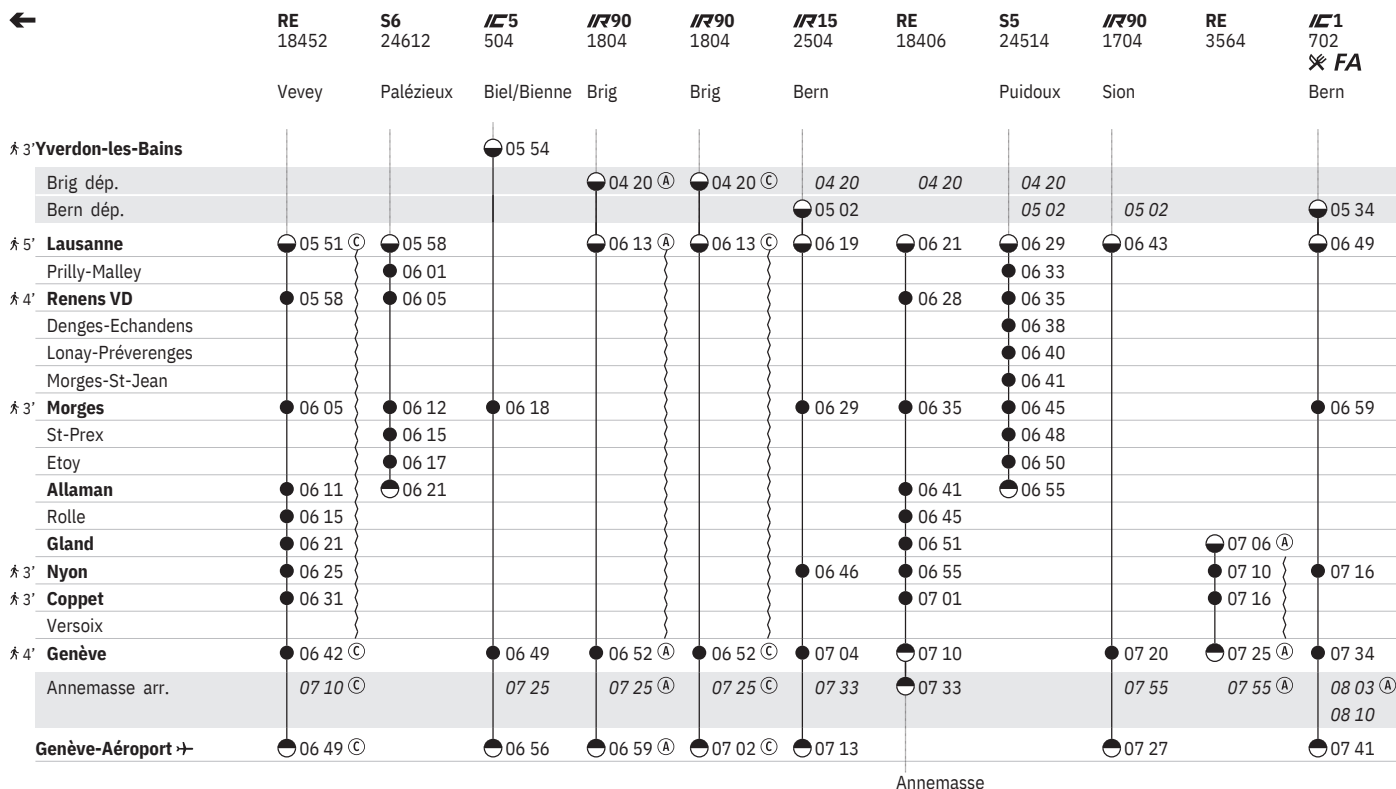 RE S6 IC5 IR90 IR90 IR15 RE S5 IR90 RE IC1
18452 24612 504 1804 1804 2504 18406 24514 1704 3564 702
FA
Vevey Palézieux Biel/Bienne Brig Brig Bern Puidoux Sion Bern
3' Yverdon-les-Bains 05 54
Brig dép. 04 20 Ⓐ 04 20 Ⓒ 04 20 04 20 04 20
Bern dép. 05 02 05 02 05 02 05 34
5' Lausanne 05 51 Ⓒ 05 58 06 13 Ⓐ 06 13 Ⓒ 06 19 06 21 06 29 06 43 06 49
Prilly-Malley 06 01 06 33
4' Renens VD 05 58 06 05 06 28 06 35
Denges-Echandens 06 38
Lonay-Préverenges 06 40
Morges-St-Jean 06 41
3' Morges 06 05 06 12 06 18 06 29 06 35 06 45 06 59
St-Prex 06 15 06 48
Etoy 06 17 06 50
Allaman 06 11 06 21 06 41 06 55
Rolle 06 15 06 45
Gland 06 21 06 51 07 06 Ⓐ
3' Nyon 06 25 06 46 06 55 07 10 07 16
3' Coppet 06 31 07 01 07 16
Versoix
4' Genève 06 42 Ⓒ 06 49 06 52 Ⓐ 06 52 Ⓒ 07 04 07 10 07 20 07 25 Ⓐ 07 34
Annemasse arr. 07 10 Ⓒ 07 25 07 25 Ⓐ 07 25 Ⓒ 07 33 07 33 07 55 07 55 Ⓐ 08 03 Ⓐ
08 10
Genève-Aéroport 06 49 Ⓒ 06 56 06 59 Ⓐ 07 02 Ⓒ 07 13 07 27 07 41
Annemasse